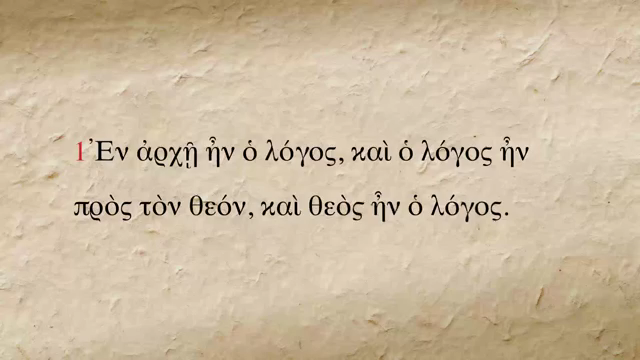 1 Ἐν ἀρχῇ ἦν ὁ λόγος, καὶ ὁ λόγος ἦν
πρὸς τὸν θεόν, καὶ θεὸς ἦν ὁ λόγος.